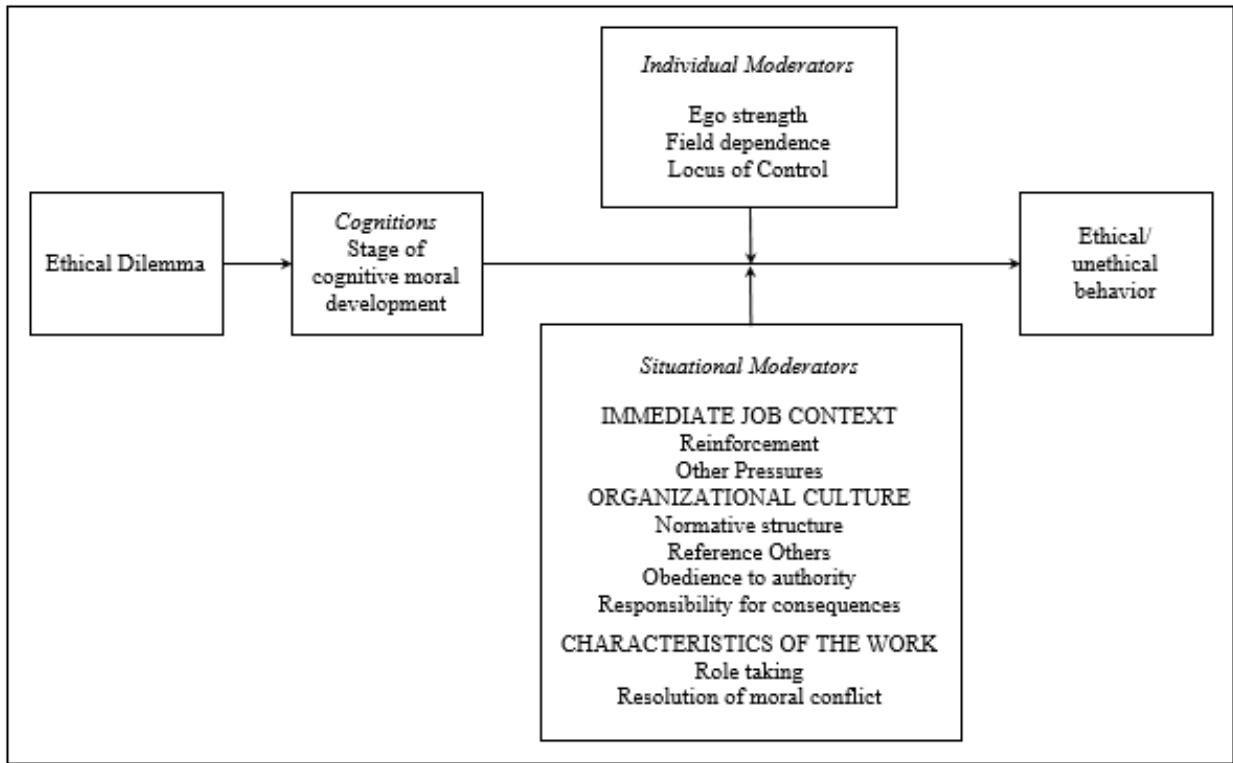 Individual Moderators
Ego strength
Field dependence
Locus of Control
Ethical Dilemma
Cognitions
Stage of
cognitive moral
development
Ethical/
unethical
behavior
Situational Moderators
IMMEDIATE JOB CONTEXT
Reinforcement
Other Pressures
ORGANIZATIONAL CULTURE
Normative structure
Reference Others
Obedience to authority
Responsibility for consequences
CHARACTERISTICS OF THE WORK
Role taking
Resolution of moral conflict